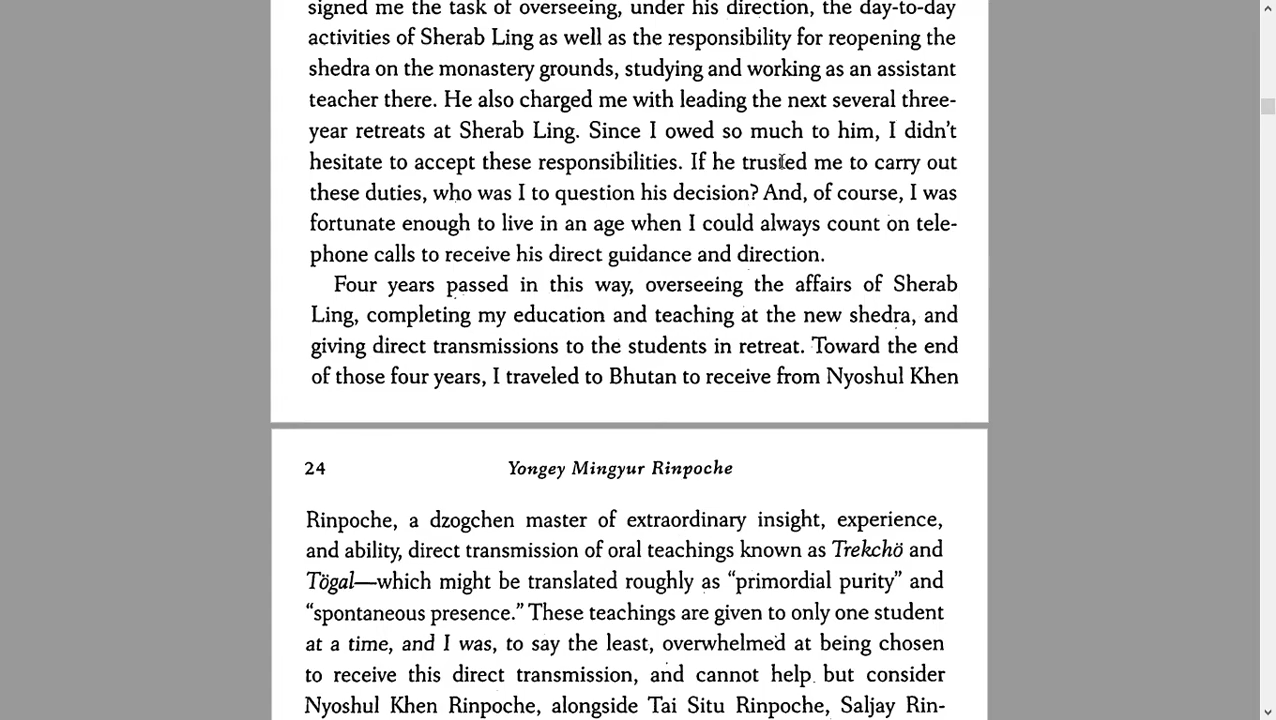 signed me the task of overseeing, under his direction, the day-to-day
activities of Sherab Ling as well as the responsibility for reopening the
shedra on the monastery grounds, studying and working as an assistant
teacher there. He also charged me with leading the next several three-
year retreats at Sherab Ling. Since I owed so much to him, I didn't
hesitate to accept these responsibilities. If he trusted me to carry out
these duties, who was I to question his decision? And, of course, I was
fortunate enough to live in an age when I could always count on tele-
phone calls to receive his direct guidance and direction.
Four years passed in this way, overseeing the affairs of Sherab
Ling, completing my education and teaching at the new shedra, and
giving direct transmissions to the students in retreat. Toward the end
of those four years, I traveled to Bhutan to receive from Nyoshul Khen
24 Yongey Mingyur Rinpoche
Rinpoche, a dzogchen master of extraordinary insight, experience,
and ability, direct transmission of oral teachings known as Trekchö and
Tögal—which might be translated roughly as “primordial purity” and
“spontaneous presence.” These teachings are given to only one student
at a time, and I was, to say the least, overwhelmed at being chosen
to receive this direct transmission, and cannot help but consider
Nyoshul Khen Rinpoche, alongside Tai Situ Rinpoche, Saljay Rin-